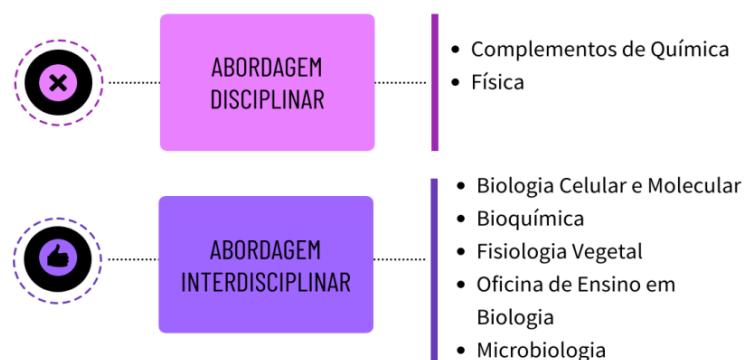 ABORDAGEM
DISCIPLINAR
• Complementos de Química
• Física
ABORDAGEM
INTERDISCIPLINAR
• Biologia Celular e Molecular
• Bioquímica
• Fisiologia Vegetal
• Oficina de Ensino em
Biologia
• Microbiologia